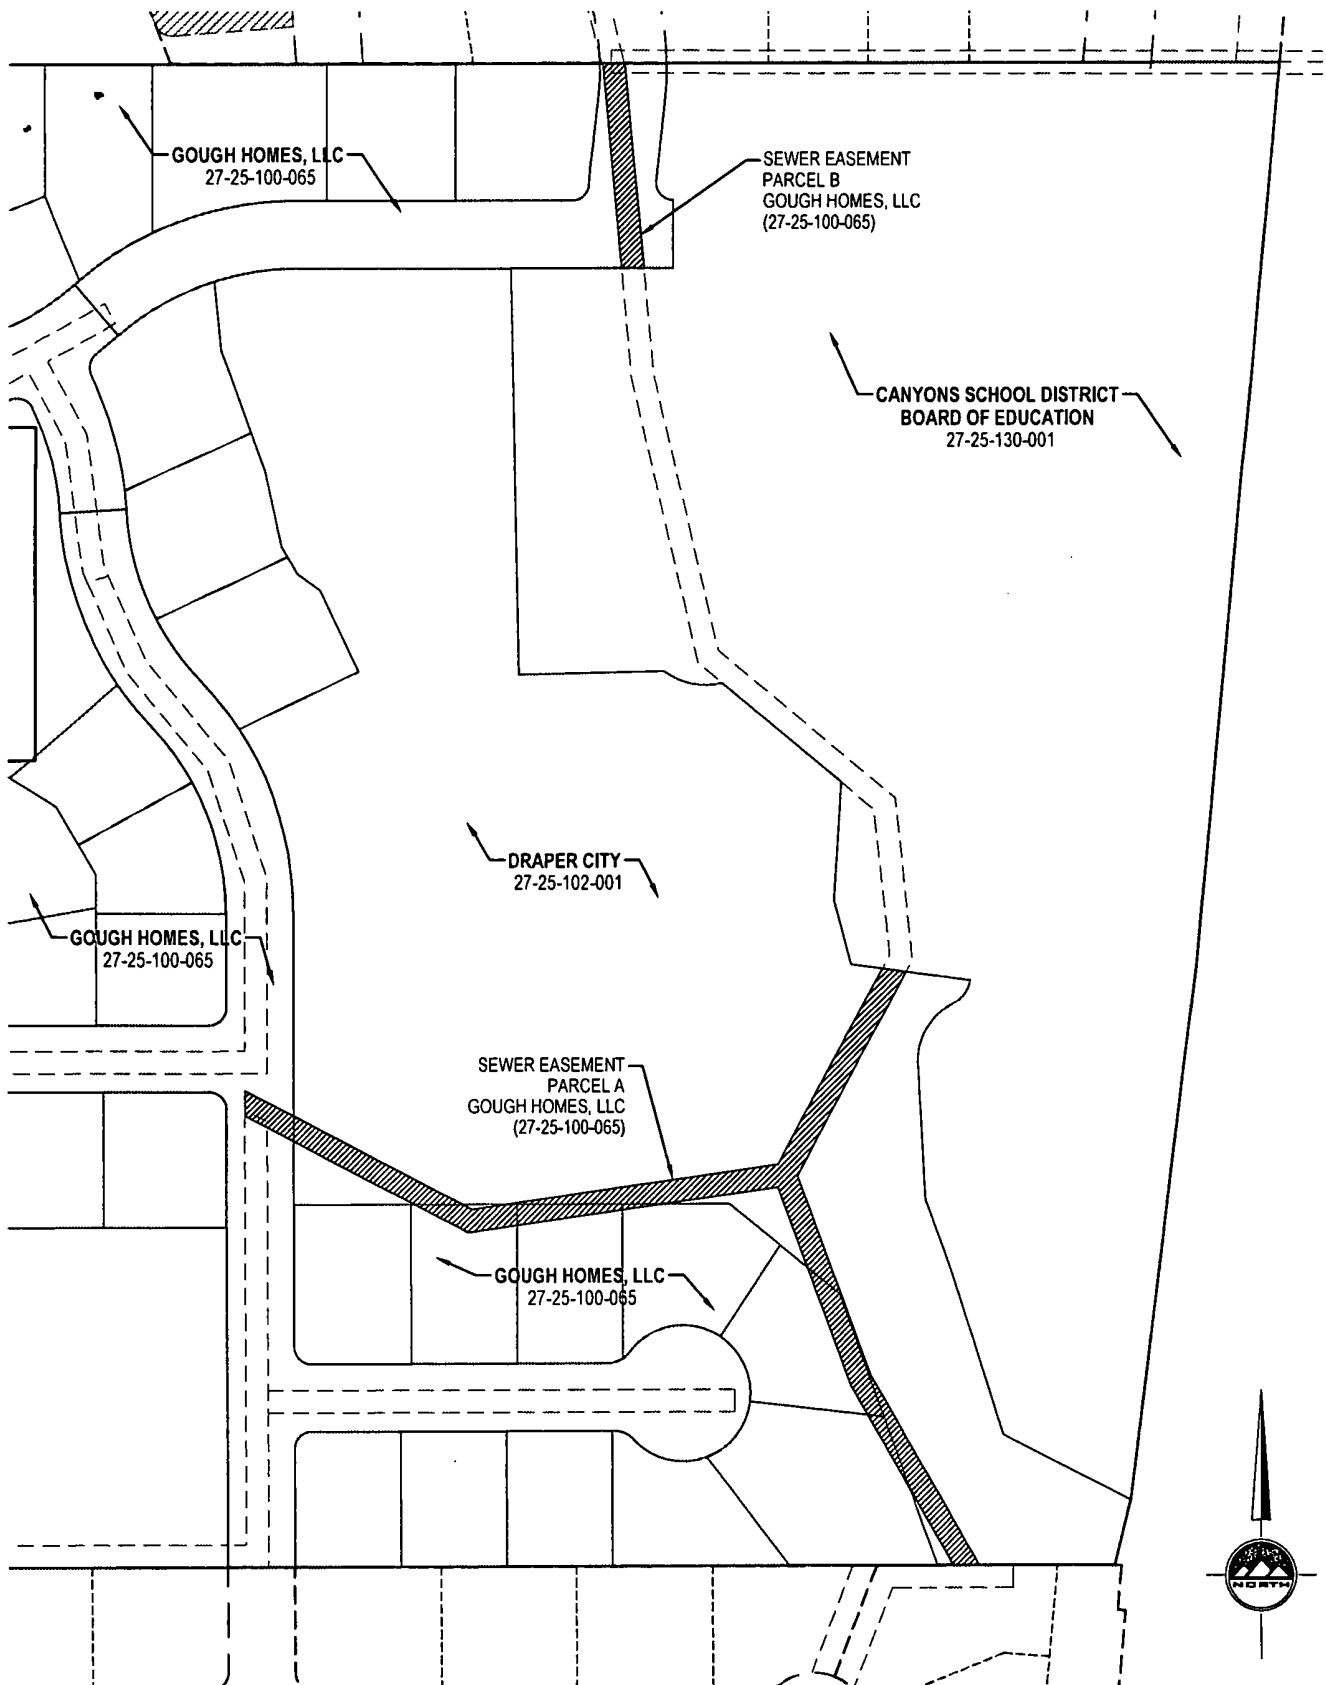 GOUGH HOMES, LLC
27-25-100-065
SEWER EASEMENT
PARCEL B
GOUGH HOMES, LLC
(27-25-100-065)
CANYONS SCHOOL DISTRICT
BOARD OF EDUCATION
27-25-130-001
DRAPER CITY
27-25-102-001
GOUGH HOMES, LLC
27-25-100-065
SEWER EASEMENT
PARCEL A
GOUGH HOMES, LLC
(27-25-100-065)
GOUGH HOMES, LLC
27-25-100-065
NORTH